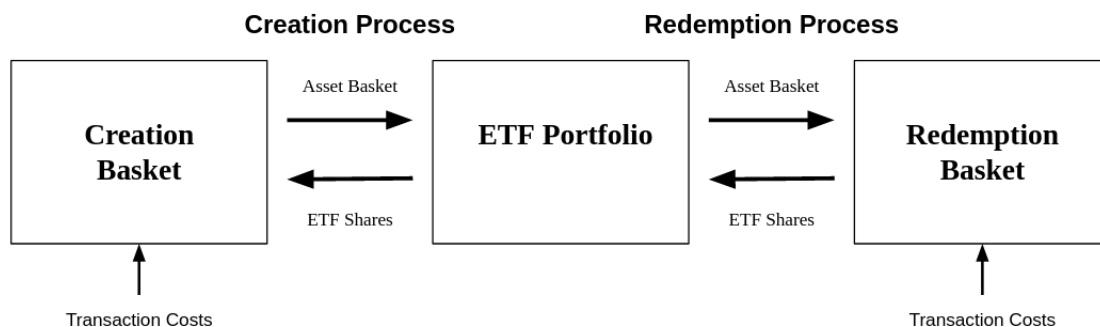 Creation Process
Redemption Process
Asset Basket
Asset Basket
Creation
Basket
ETF Portfolio
Redemption
Basket
ETF Shares
ETF Shares
Transaction Costs
Transaction Costs